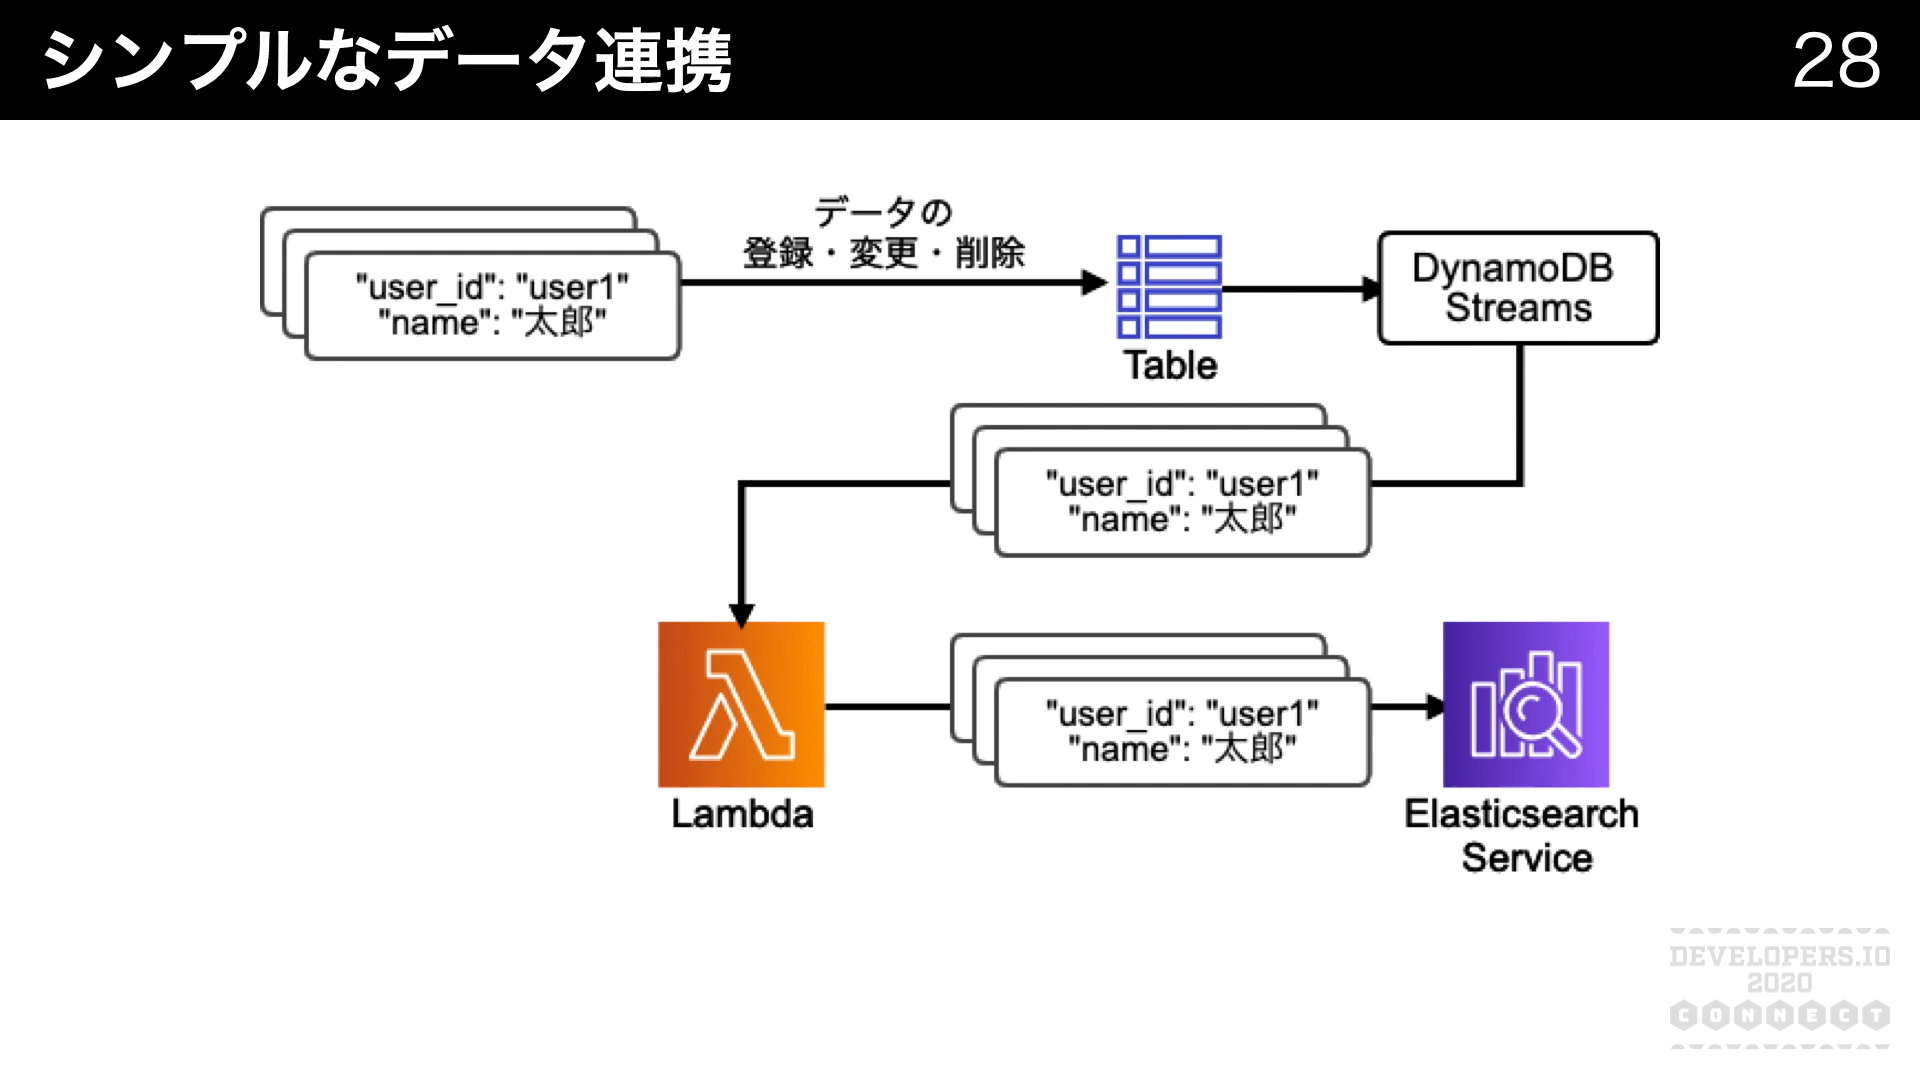 シンプルなデータ連携
28
データの
登録・変更・削除
"user_id": "user1"
"name": "太郎"
Table
DynamoDB
Streams
"user_id": "user1"
"name": "太郎"
Lambda
"user_id": "user1"
"name": "太郎"
Elasticsearch
Service
DEVELOPERS.IO
2020
CONNECT